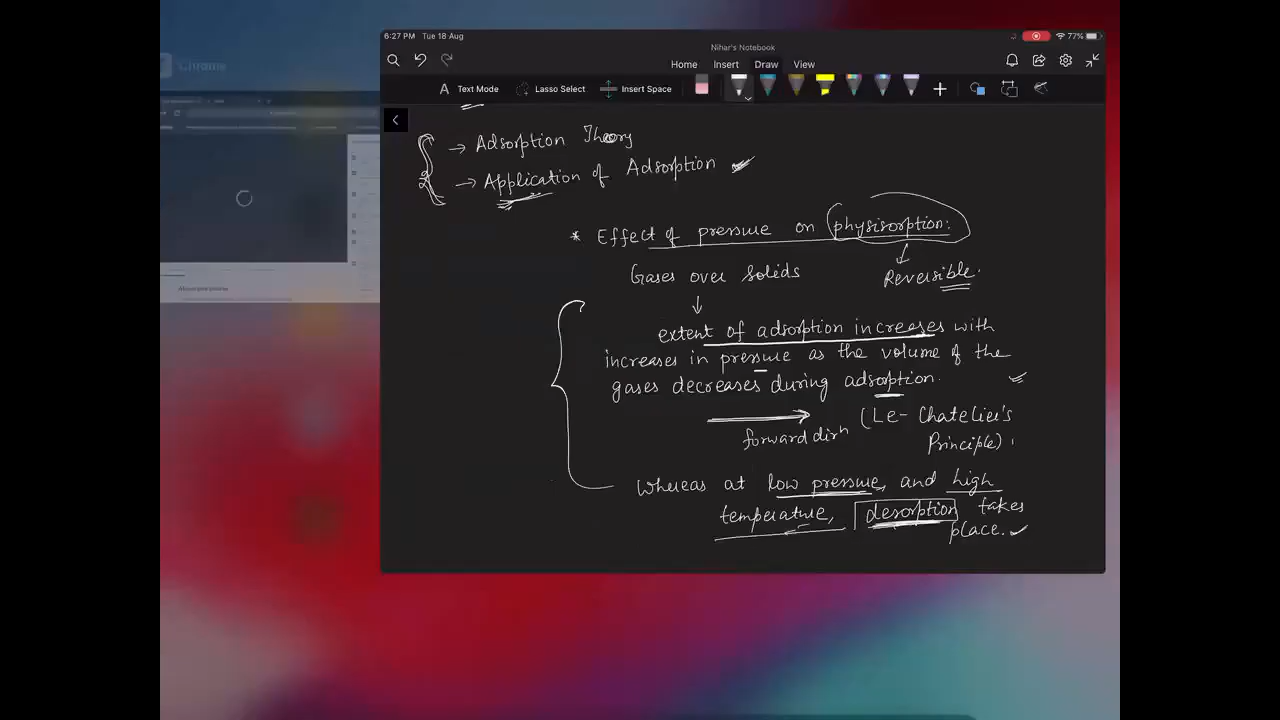 Chrome
6:27 PM Tue 18 Aug
77%
Nihar's Notebook
Home Insert Draw View
Text Mode Lasso Select Insert Space
→ Adsorption Theory
→ Application of Adsorption
* Effect of pressure on physisorption:
Gases over solids
Reversible.
extent of adsorption increases with
increases in pressure as the volume of the
gases decreases during adsorption.
forward dirn (Le-Chatelier's
Principle).
Whereas at low pressure, and high
temperature, desorption takes
place.